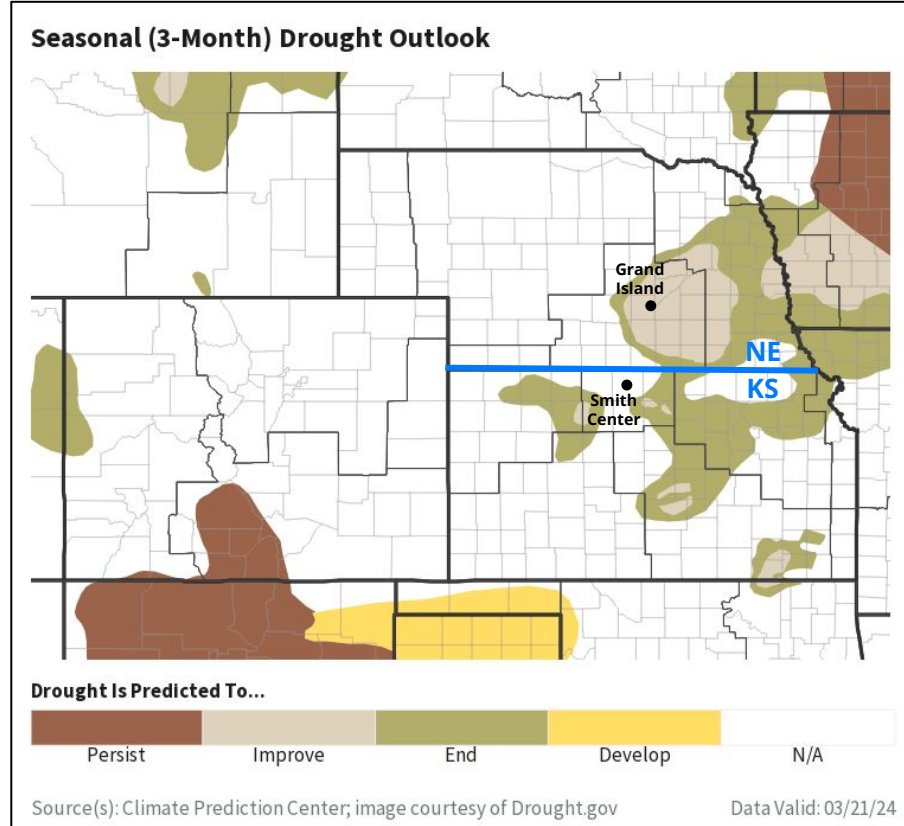 Seasonal (3-Month) Drought Outlook
Grand
Island
NE
KS
Smith
Center
Drought Is Predicted To...
Persist
Improve
End
Develop
N/A
Source(s): Climate Prediction Center; image courtesy of Drought.gov
Data Valid: 03/21/24